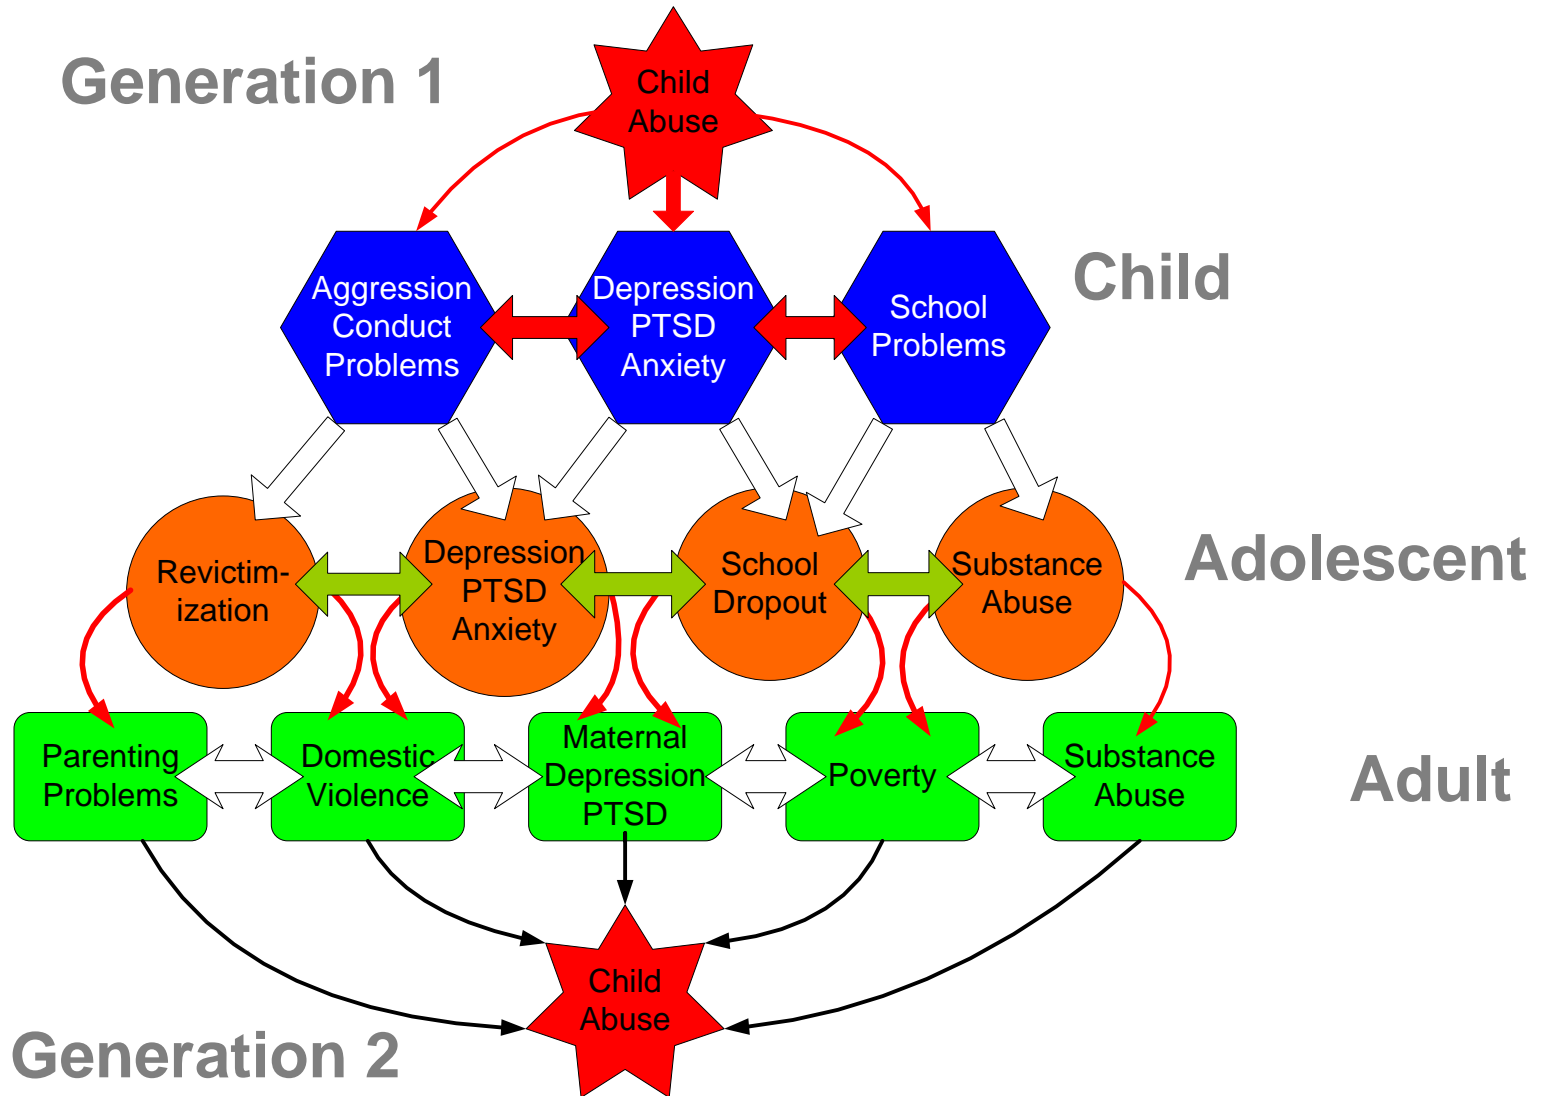 Generation 1
Child
Abuse
Child
Aggression
Conduct
Problems
Depression
PTSD
Anxiety
School
Problems
Adolescent
Revictim-
ization
Depression
PTSD
Anxiety
School
Dropout
Substance
Abuse
Adult
Parenting
Problems
Domestic
Violence
Maternal
Depression
PTSD
Poverty
Substance
Abuse
Child
Abuse
Generation 2